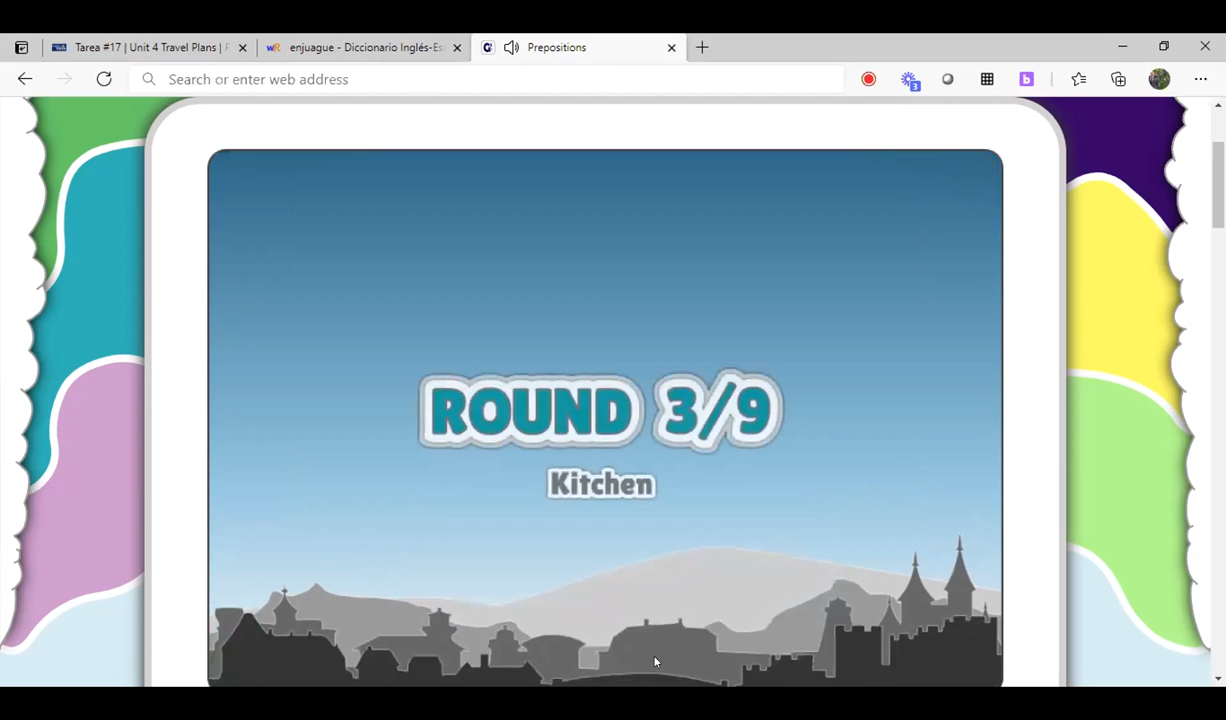 Tarea #17 | Unit 4 Travel Plans |
enjuague - Diccionario Inglés-Es
Prepositions
Search or enter web address
3
b
ROUND 3/9
Kitchen